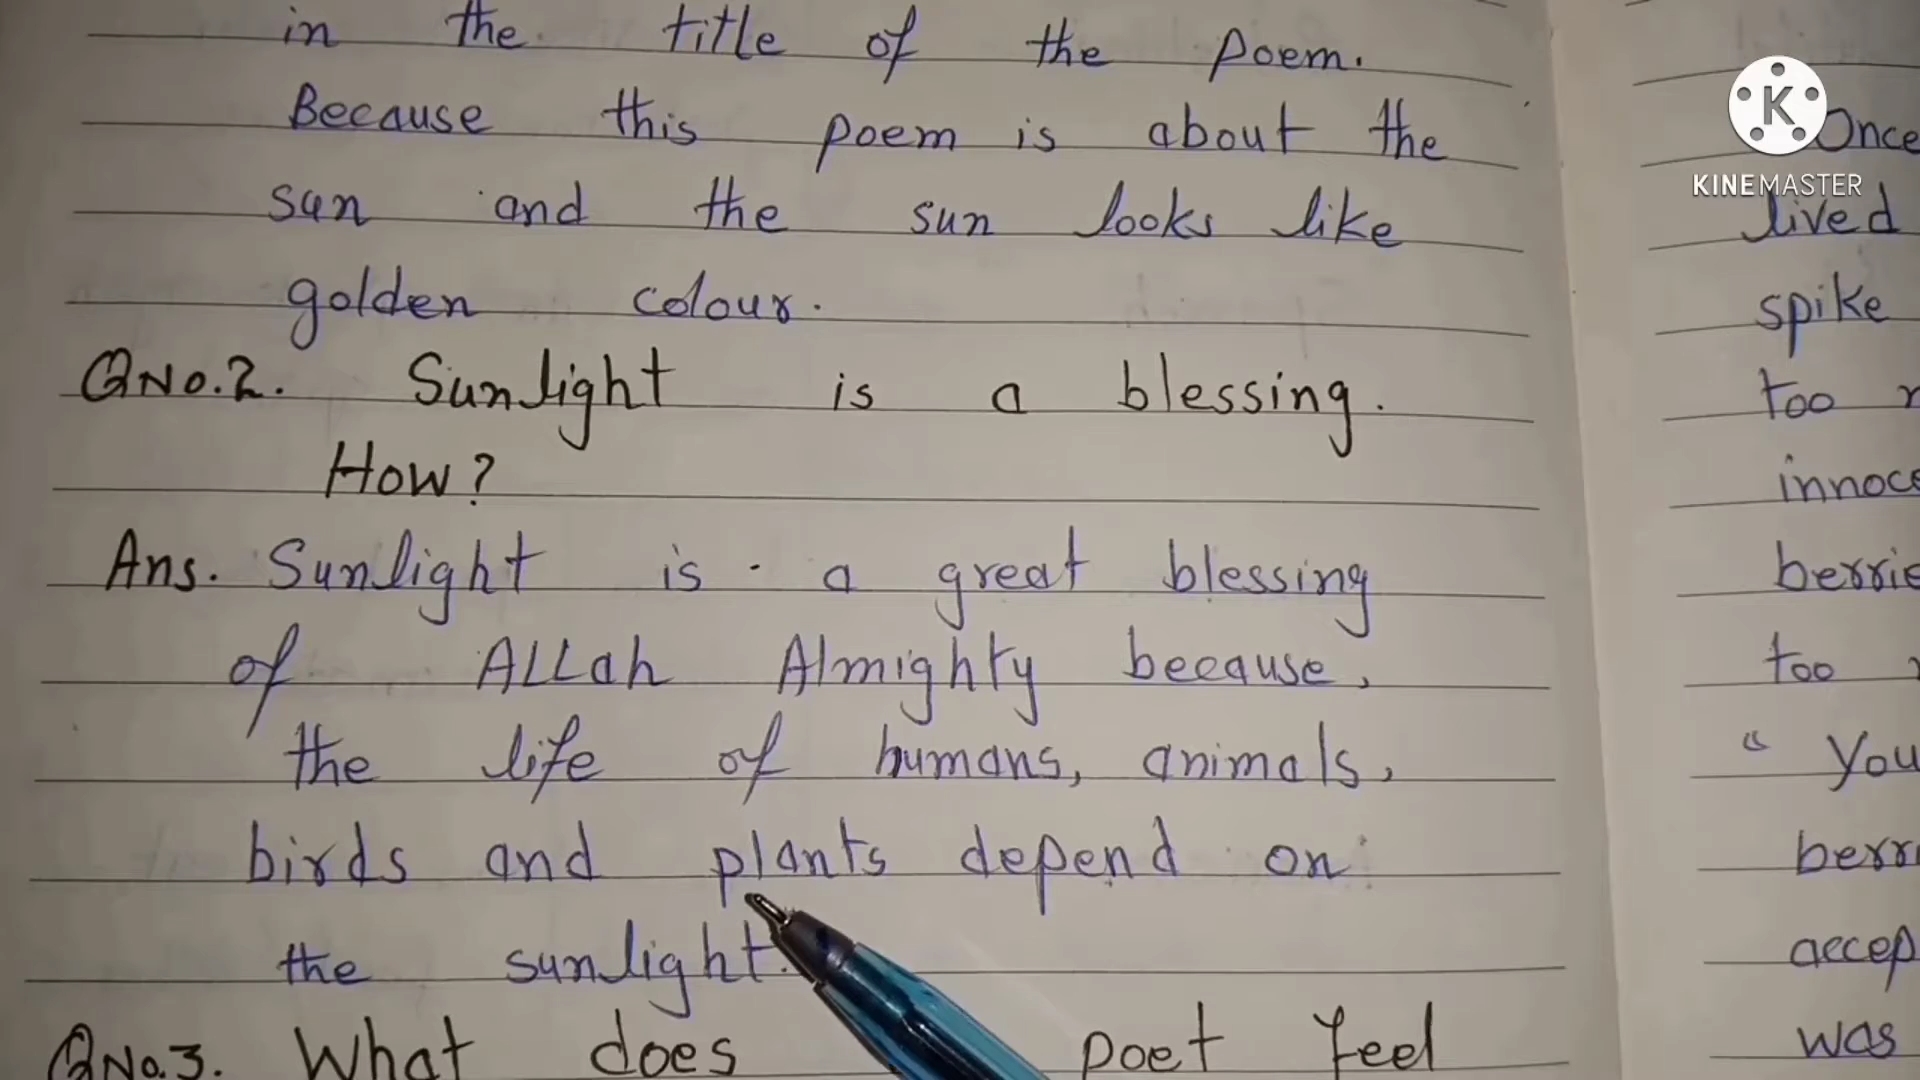 in the title of the poem.
Because this poem is about the
sun and the sun looks like
golden colour.
QNo.2. Sunlight is a blessing.
How?
Ans. Sunlight is a great blessing
of ALLah Almighty because,
the life of humans, animals,
birds and plants depend on
the sunlight.
QNo.3. What does poet feel
KINEMASTER
Once
lived
spike
too
berrie
too
" You
berr
accep
was